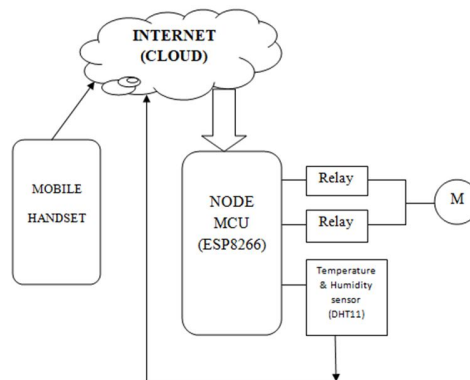 INTERNET
(CLOUD)
MOBILE
HANDSET
NODE
MCU
(ESP8266)
Relay
Relay
M
Temperature
& Humidity
sensor
(DHT11)